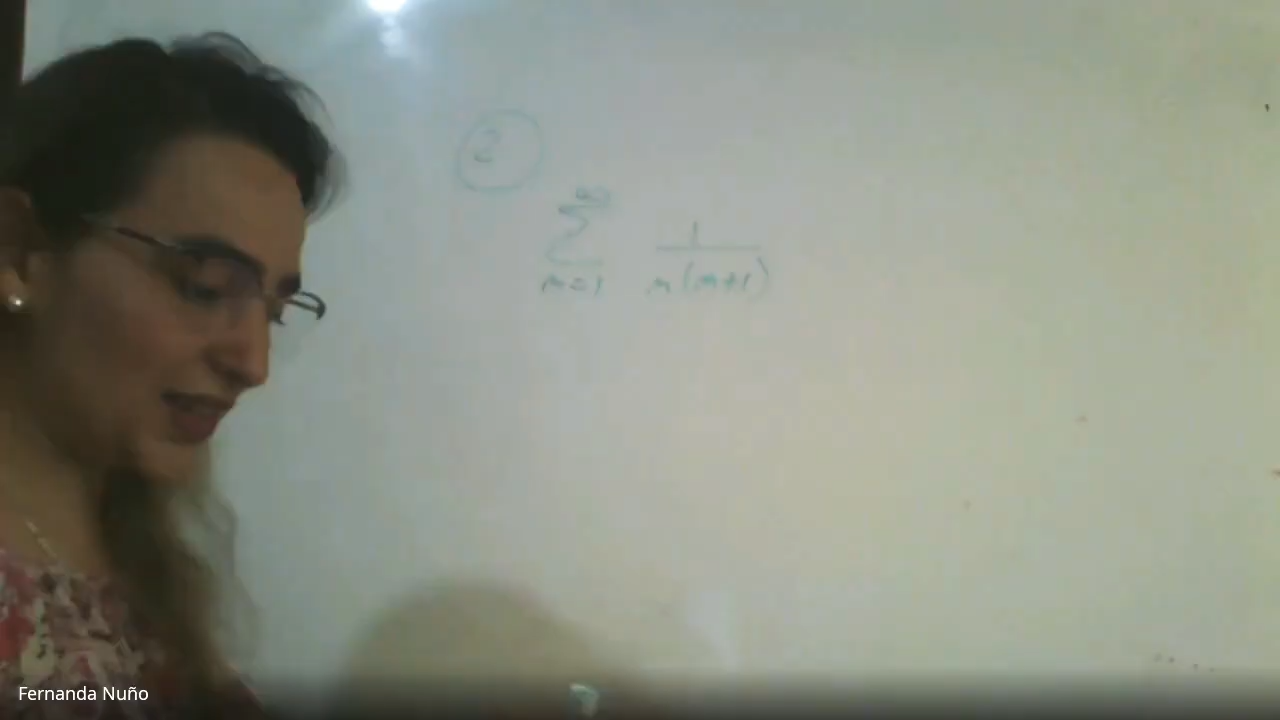 2
∞
∑ 1
n=1 n(n+1)
Fernanda Nuño